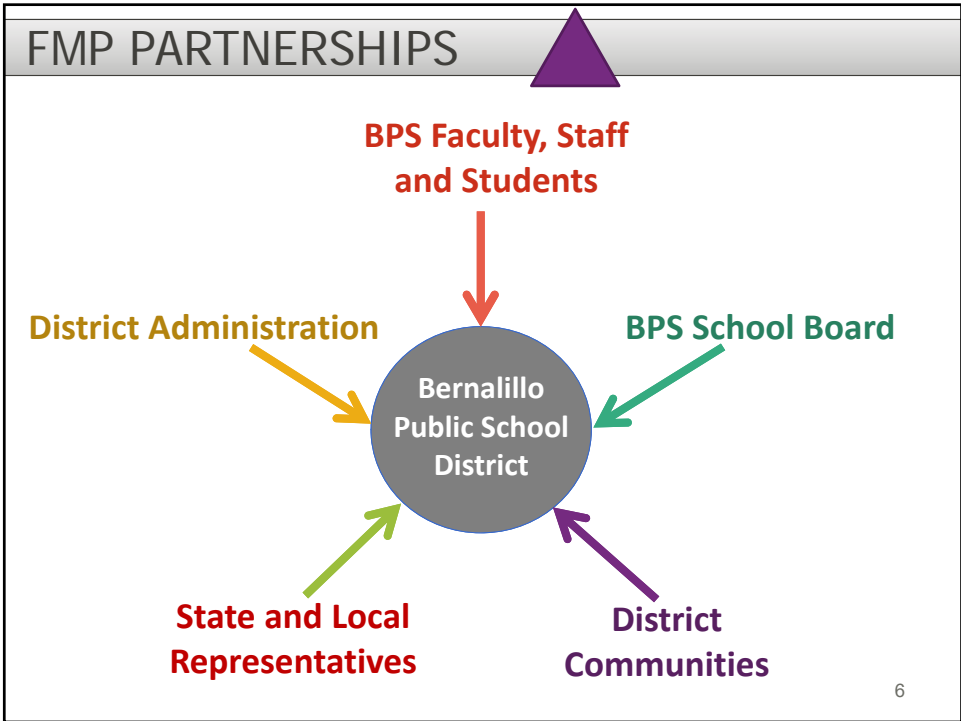 FMP PARTNERSHIPS
BPS Faculty, Staff
and Students
District Administration
BPS School Board
Bernalillo
Public School
District
State and Local
Representatives
District
Communities
6